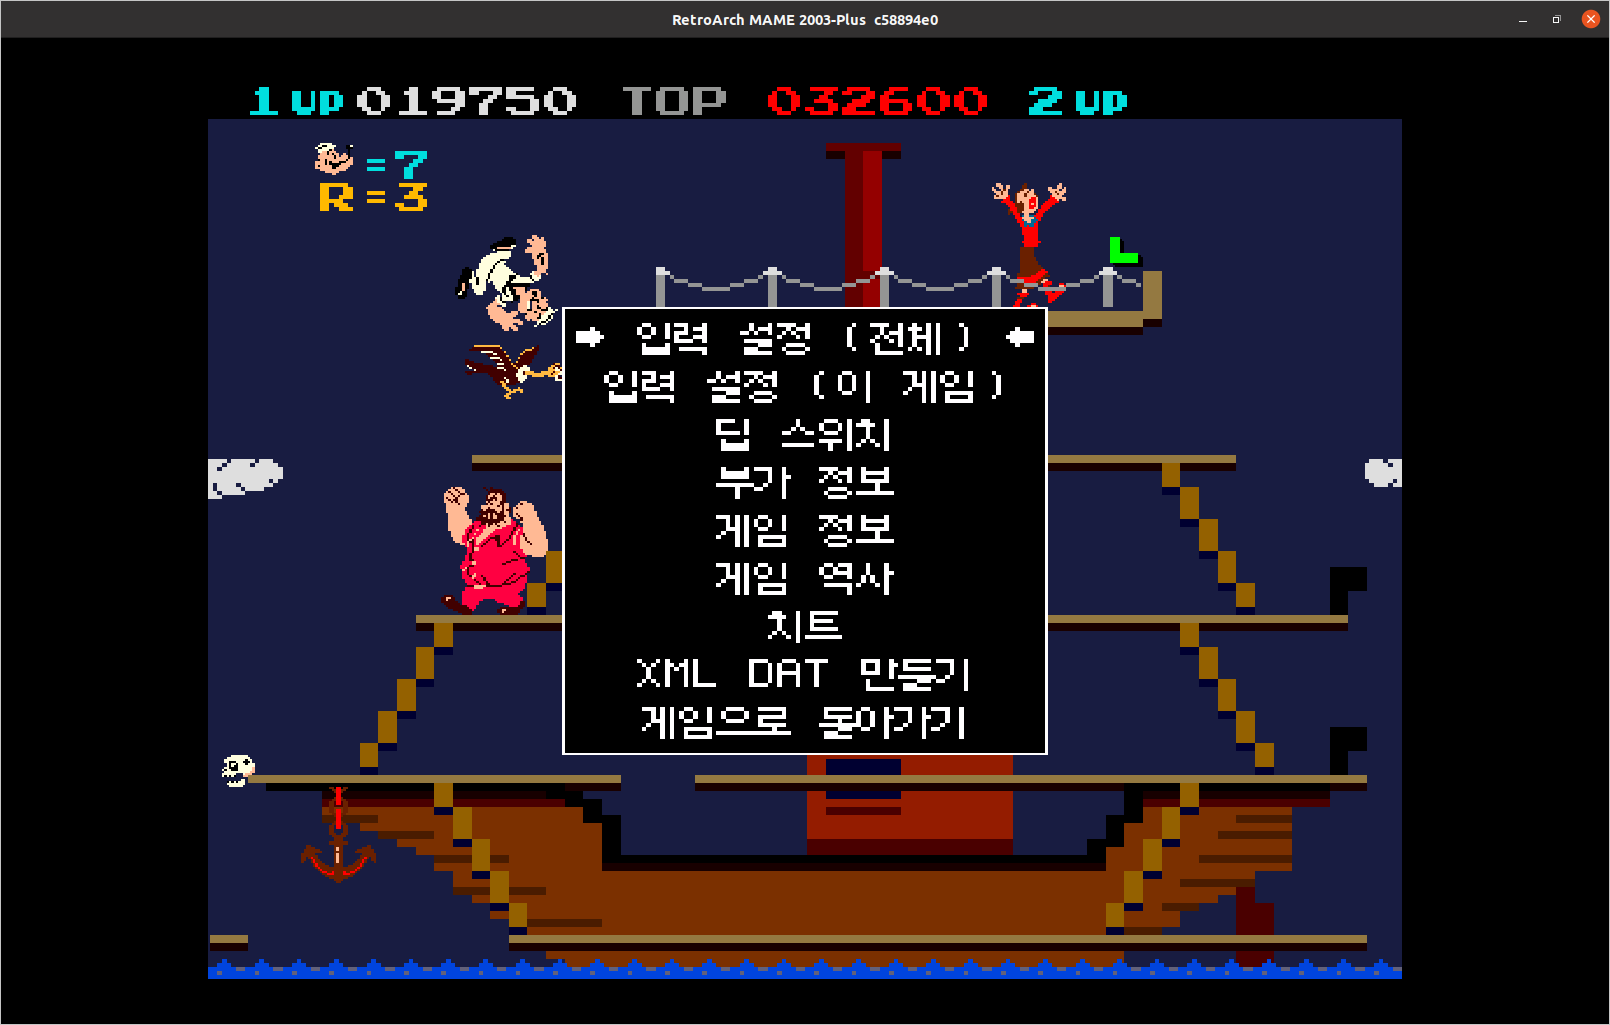 RetroArch MAME 2003-Plus c58894e0
1 UP 019750 TOP 032600 2 UP
=7
R=3
L
입력 설정 (전체)
입력 설정 (이 게임)
딥 스위치
부가 정보
게임 정보
게임 역사
치트
XML DAT 만들기
게임으로 돌아가기